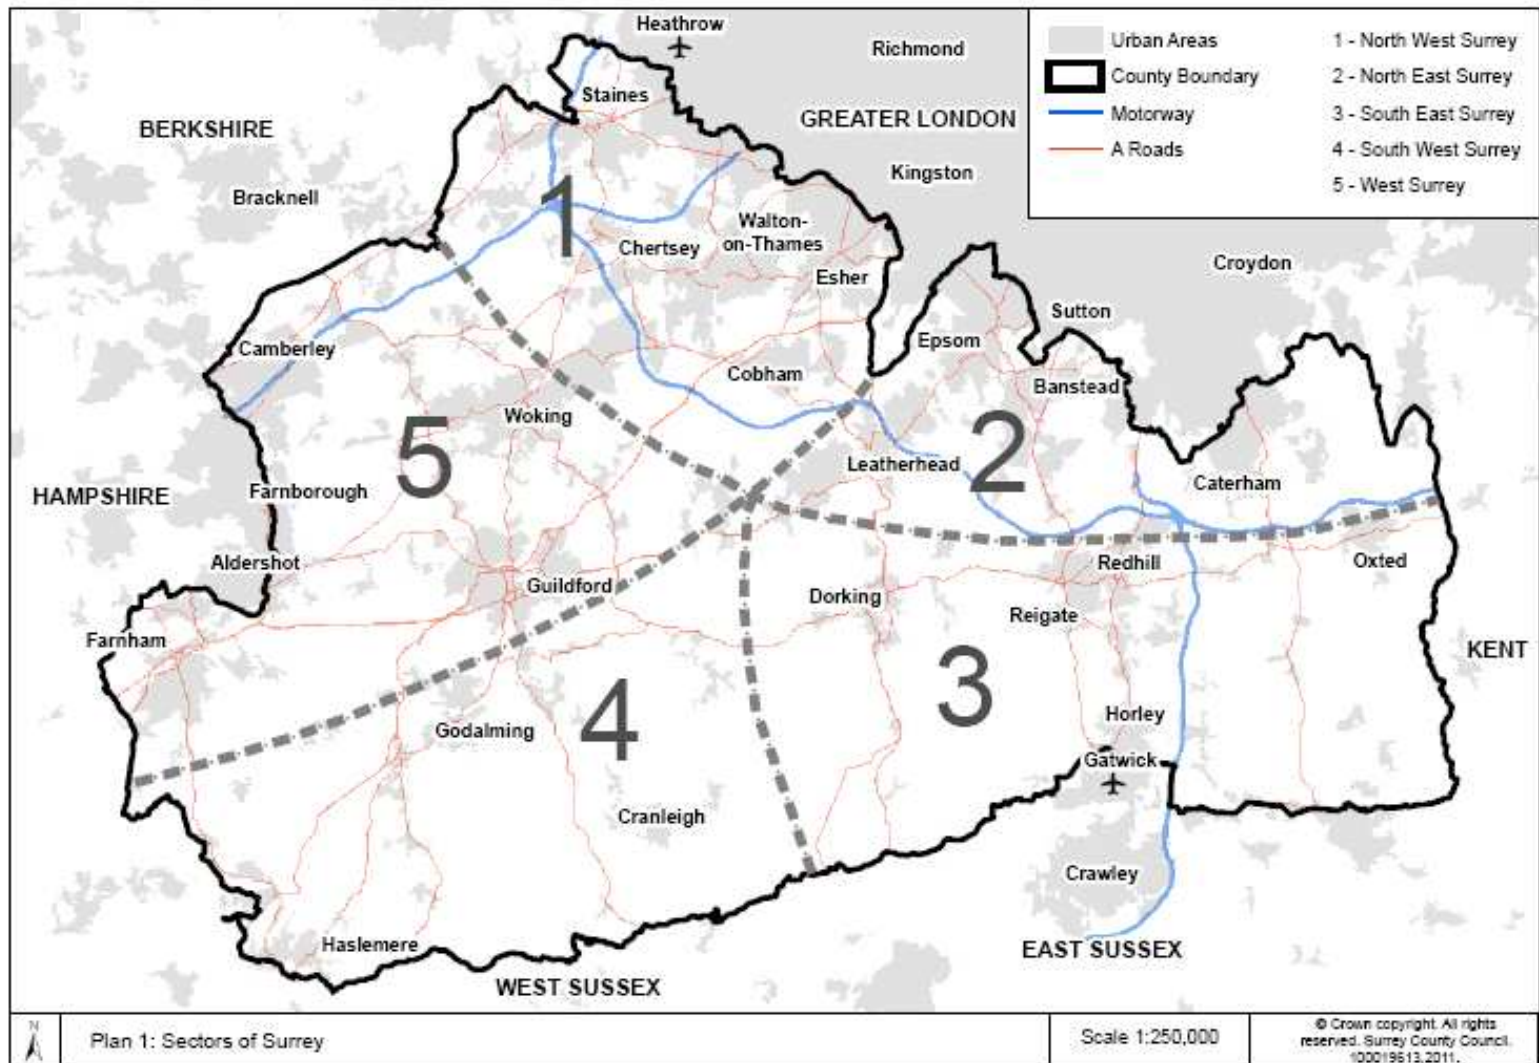 Heathrow
Richmond
Staines
BERKSHIRE
GREATER LONDON
Kingston
Bracknell
1
Walton-
on-Thames
Chertsey
Esher
Croydon
Sutton
Epsom
Camberley
Cobham
Banstead
Woking
5
2
Leatherhead
Caterham
HAMPSHIRE
Farnborough
Aldershot
Redhill
Oxted
Guildford
Dorking
Reigate
Farnham
KENT
4
3
Horley
Godalming
Gatwick
Cranleigh
Crawley
Haslemere
EAST SUSSEX
WEST SUSSEX
Urban Areas
County Boundary
Motorway
A Roads
1 - North West Surrey
2 - North East Surrey
3 - South East Surrey
4 - South West Surrey
5 - West Surrey
N
Plan 1: Sectors of Surrey
Scale 1:250,000
© Crown copyright. All rights
reserved. Surrey County Council.
100019613.2011.